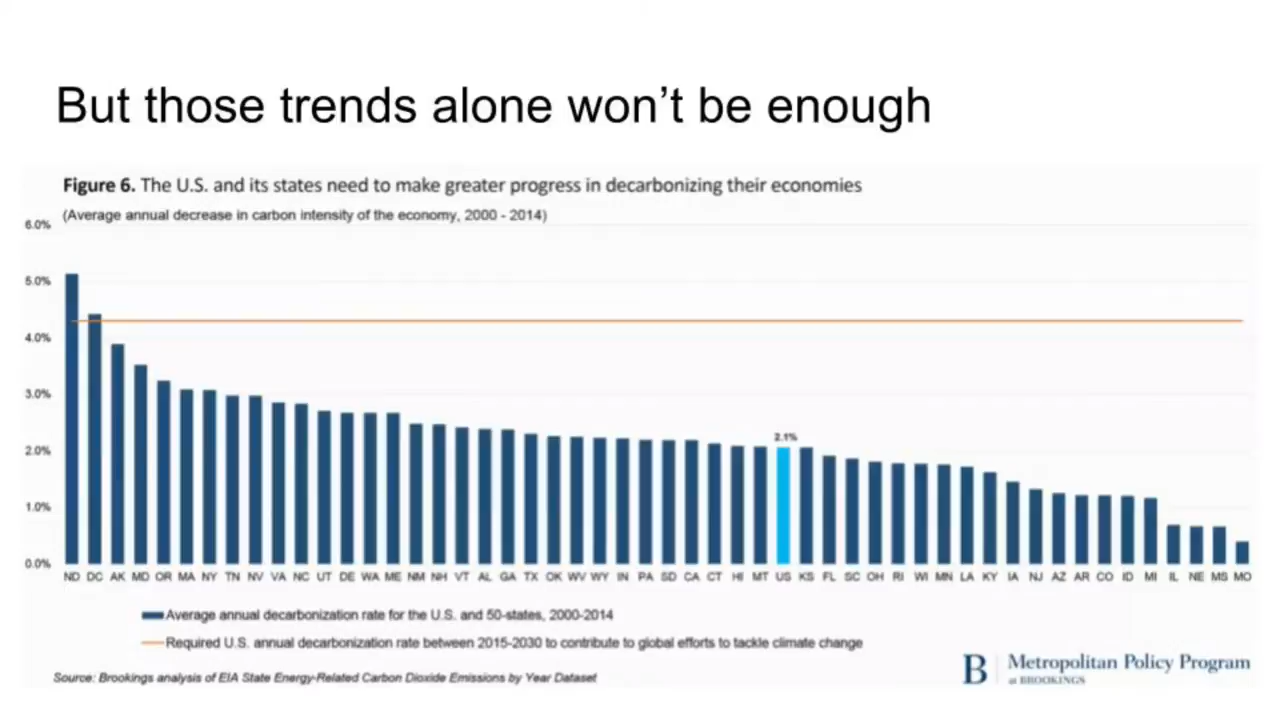 But those trends alone won't be enough
Figure 6. The U.S. and its states need to make greater progress in decarbonizing their economies
(Average annual decrease in carbon intensity of the economy, 2000 - 2014)
6.0%
5.0%
4.0%
3.0%
2.0%
1.0%
0.0%
2.1%
ND DC AK MD OR MA NY TN NV VA NC UT DE WA ME NM NH VT AL GA TX OK WV WY IN PA SD CA CT HI MT US KS FL SC OH RI WI MN LA KY IA NJ AZ AR CO ID MI IL NE MS MO
Average annual decarbonization rate for the U.S. and 50-states, 2000-2014
Required U.S. annual decarbonization rate between 2015-2030 to contribute to global efforts to tackle climate change
Source: Brookings analysis of EIA State Energy-Related Carbon Dioxide Emissions by Year Dataset
B Metropolitan Policy Program
at BROOKINGS